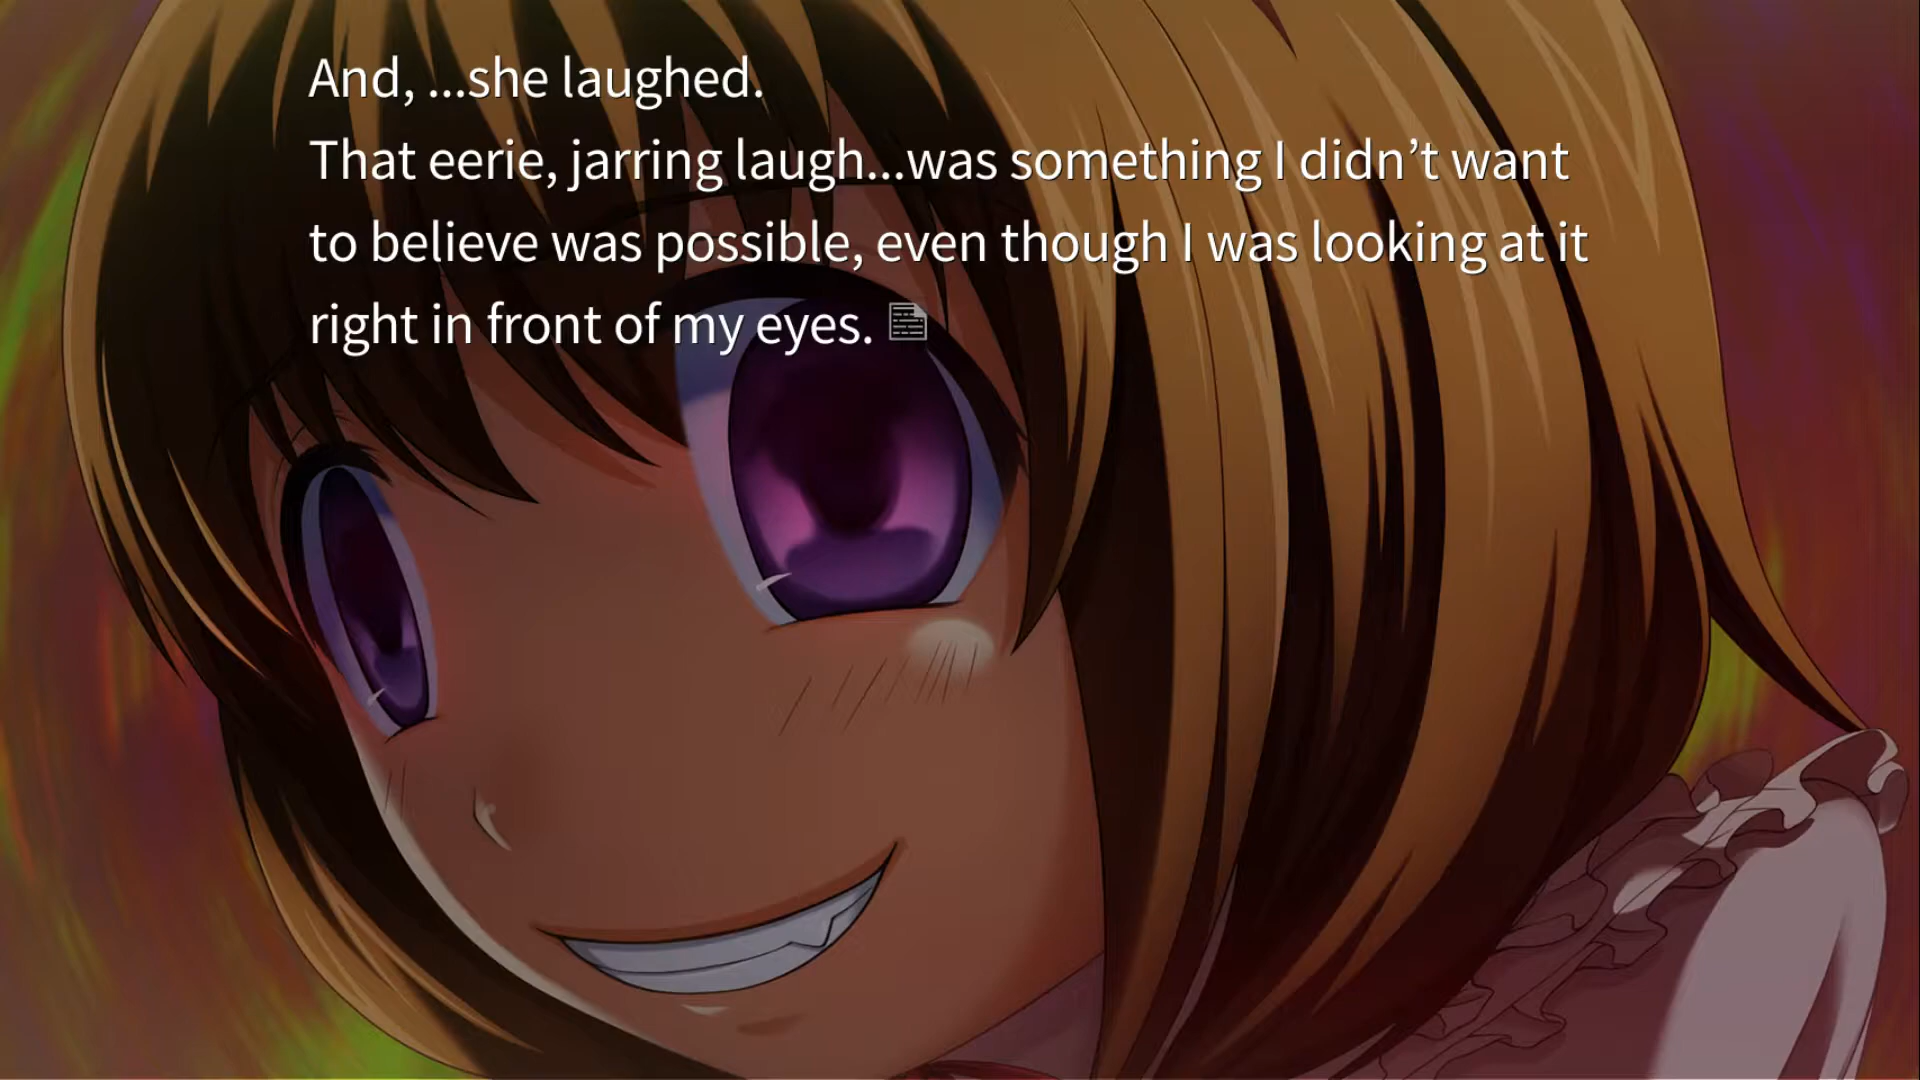 And, ...she laughed.
That eerie, jarring laugh...was something I didn’t want
to believe was possible, even though I was looking at it
right in front of my eyes.